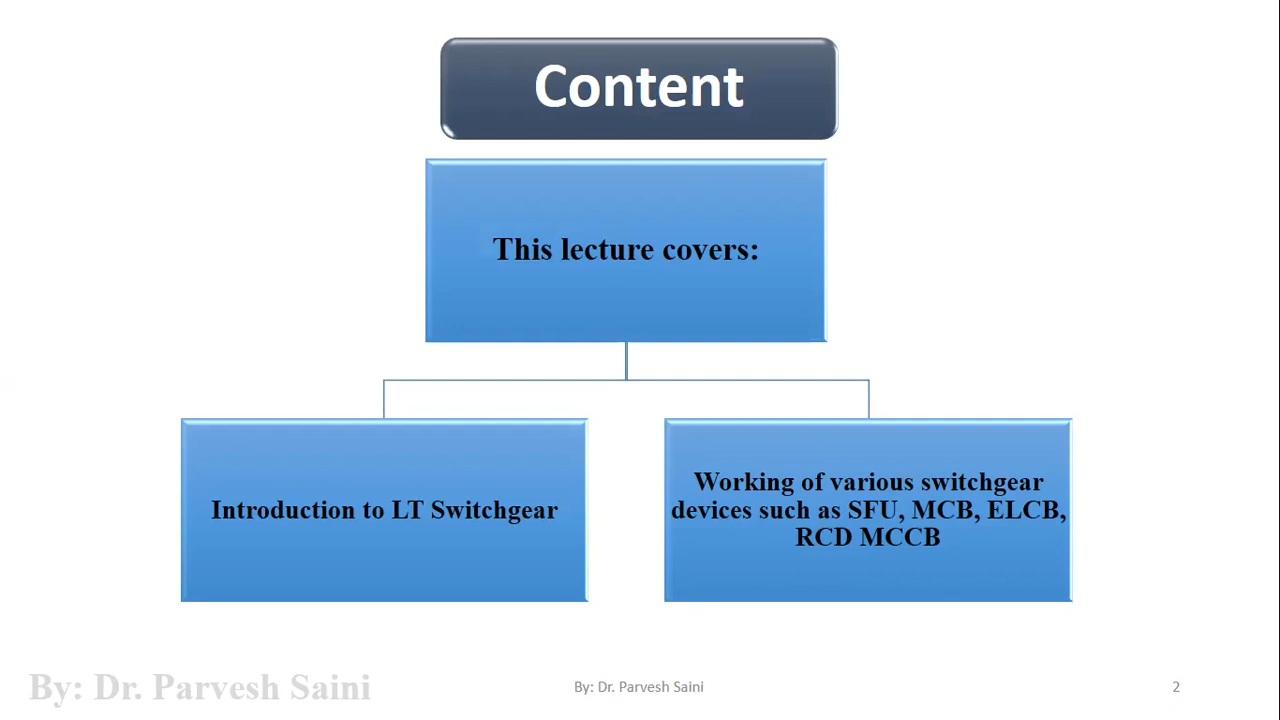 Content
This lecture covers:
Introduction to LT Switchgear
Working of various switchgear
devices such as SFU, MCB, ELCB,
RCD MCCB
By: Dr. Parvesh Saini
By: Dr. Parvesh Saini
2